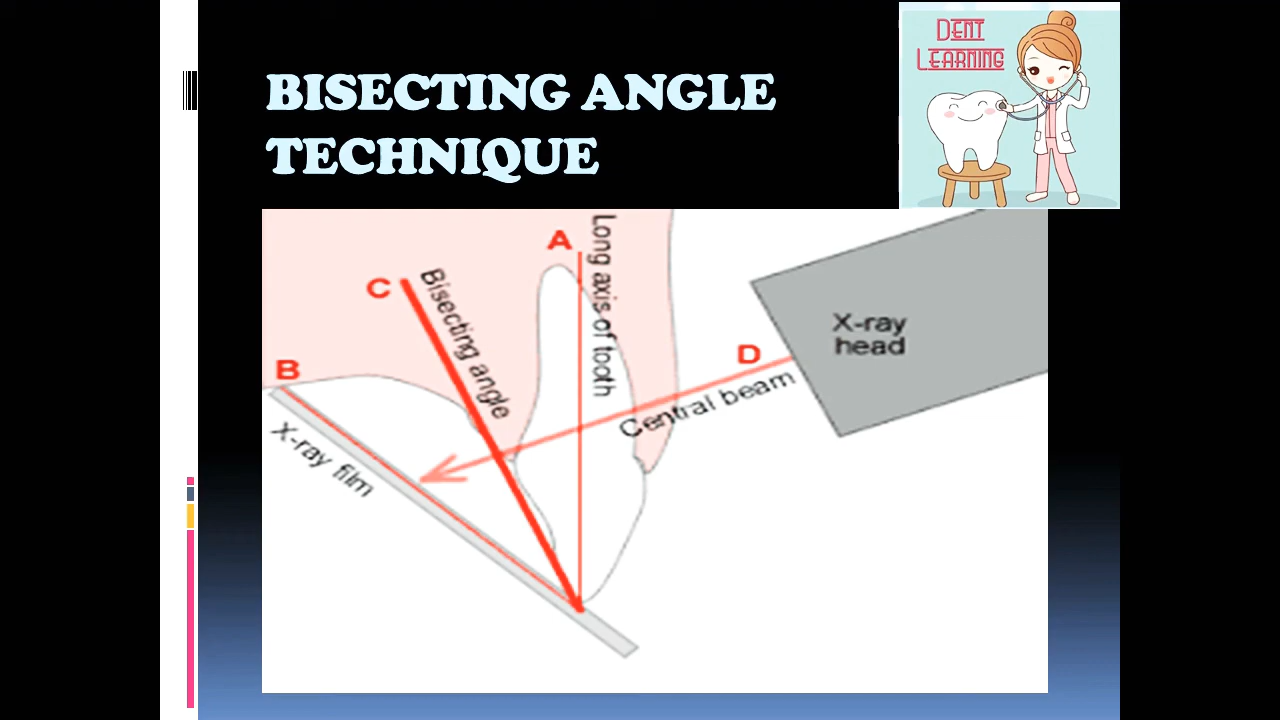 BISECTING ANGLE
TECHNIQUE
DENT
LEARNING
A
Long axis of tooth
C
Bisecting angle
B
X-ray film
D
Central beam
X-ray
head